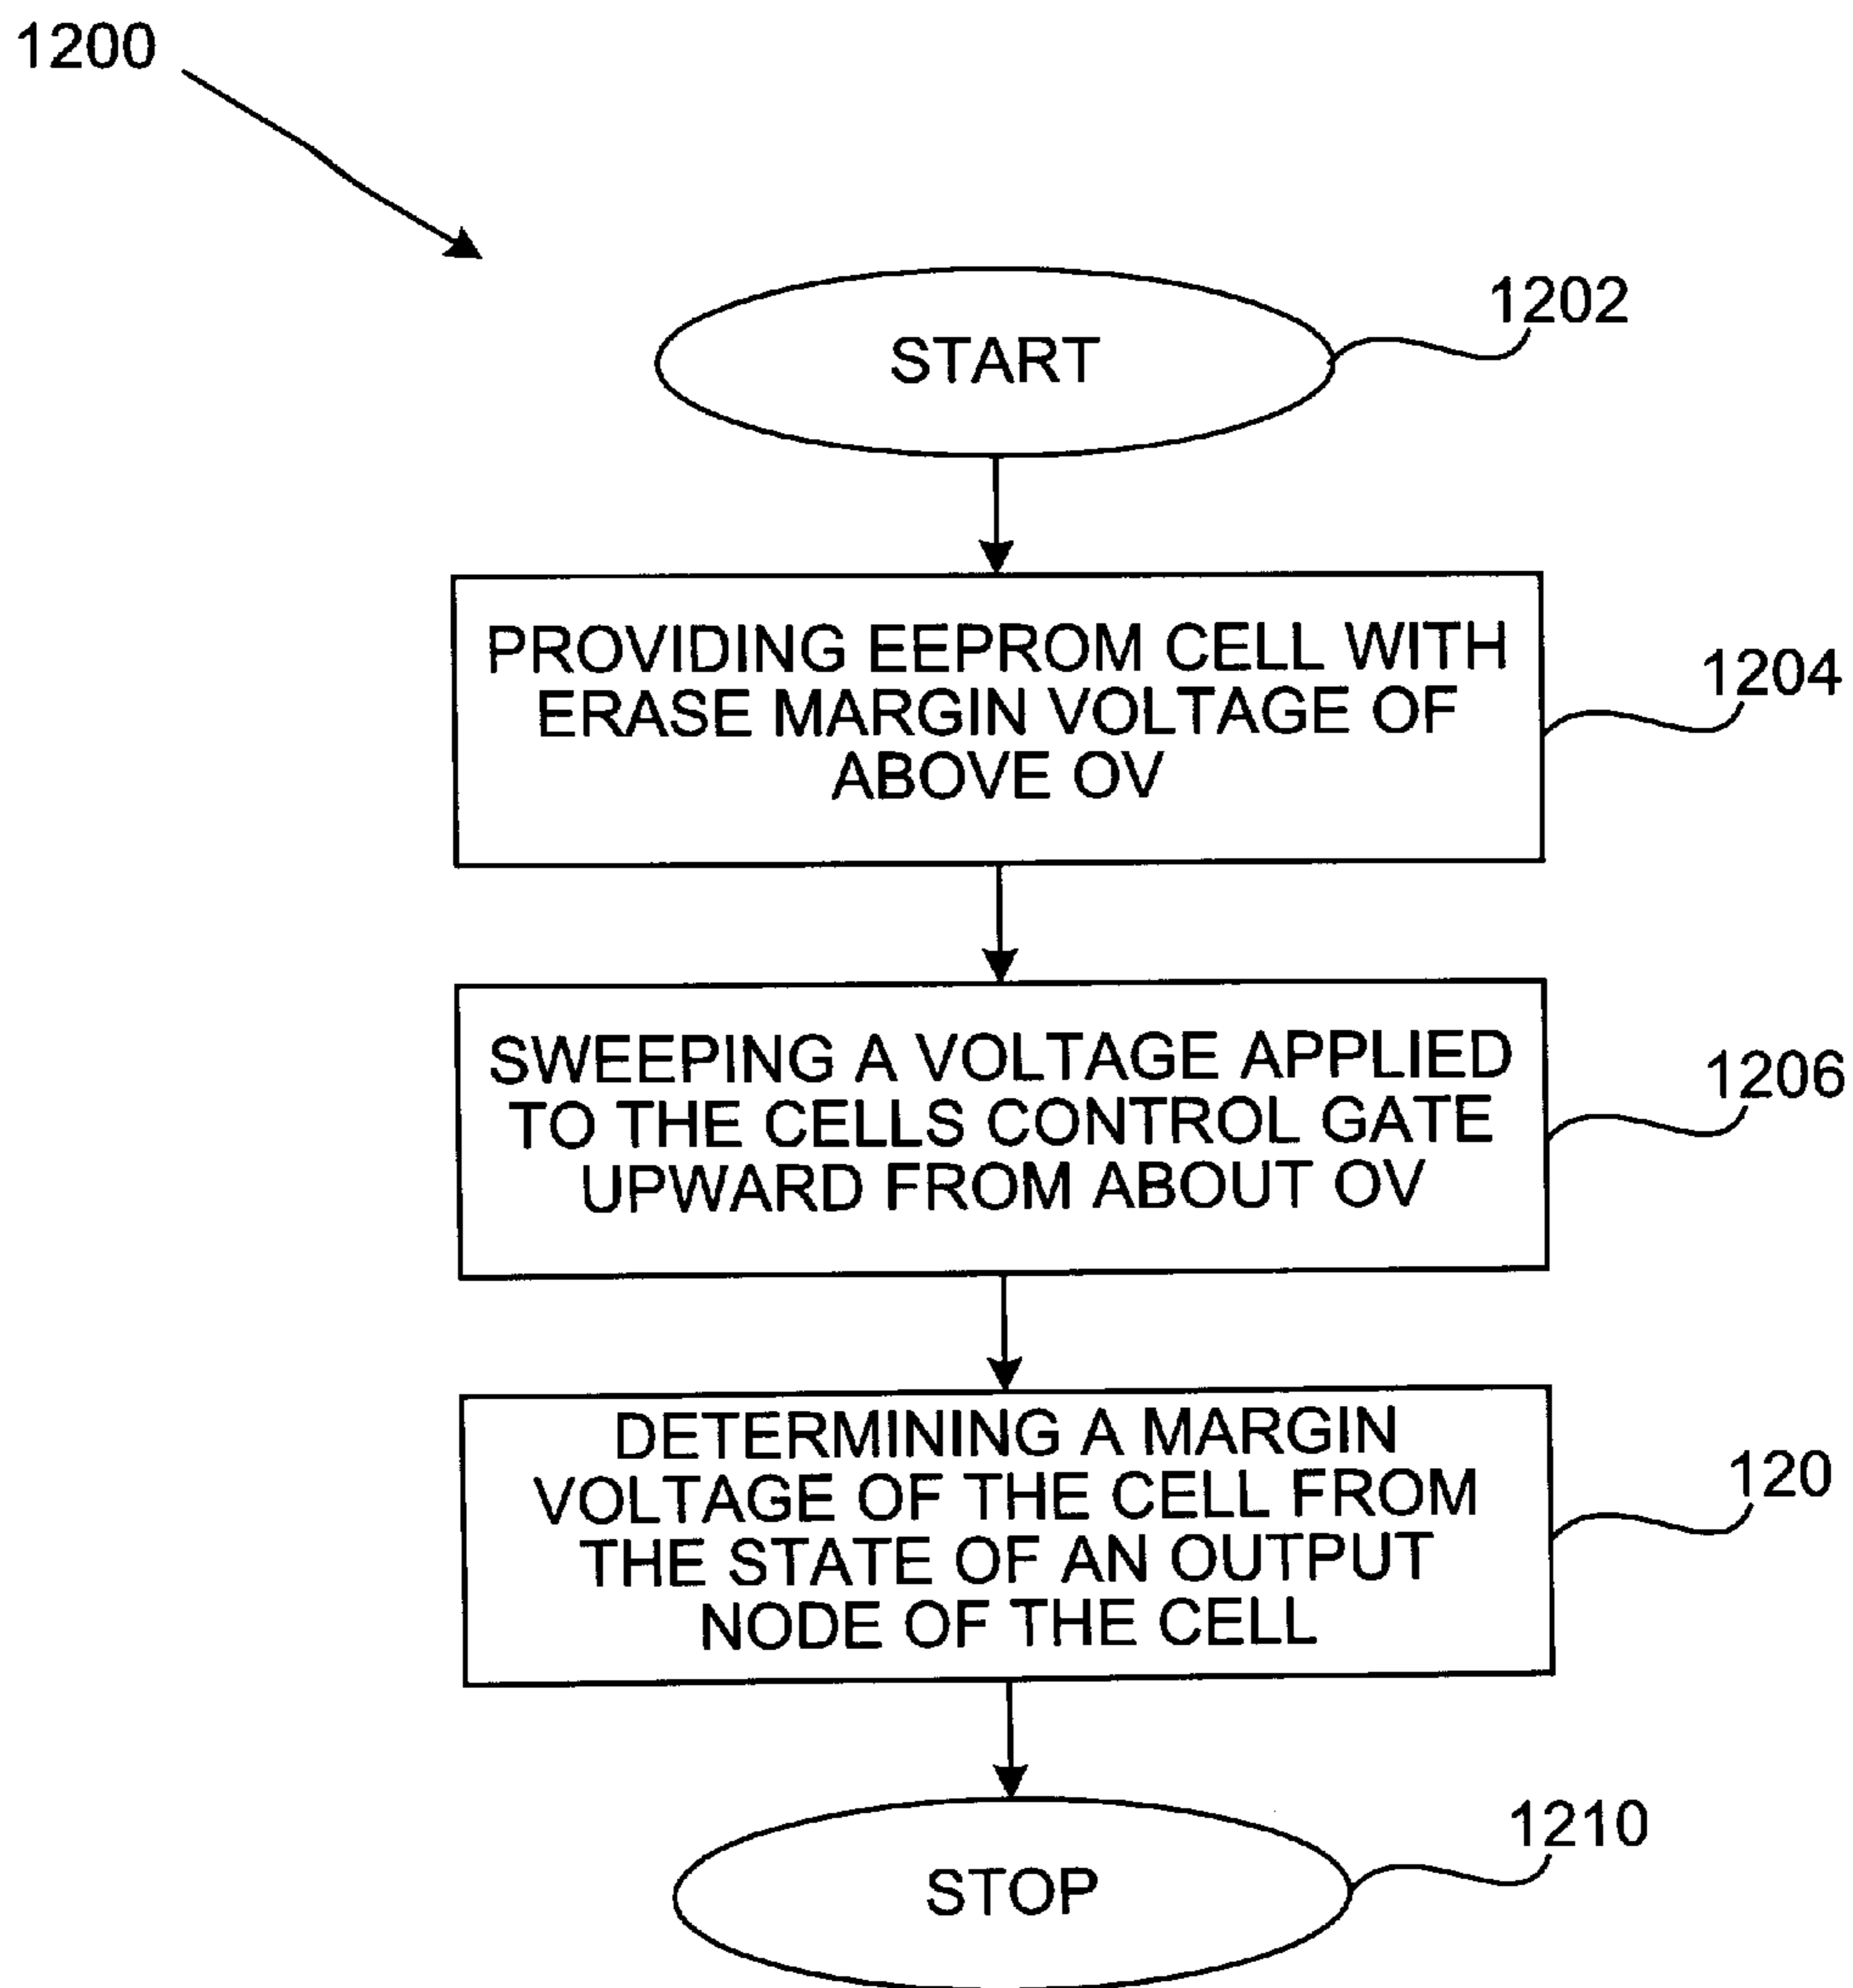 1200
START
1202
PROVIDING EEPROM CELL WITH
ERASE MARGIN VOLTAGE OF
ABOVE OV
1204
SWEEPING A VOLTAGE APPLIED
TO THE CELLS CONTROL GATE
UPWARD FROM ABOUT OV
1206
DETERMINING A MARGIN
VOLTAGE OF THE CELL FROM
THE STATE OF AN OUTPUT
NODE OF THE CELL
120
STOP
1210